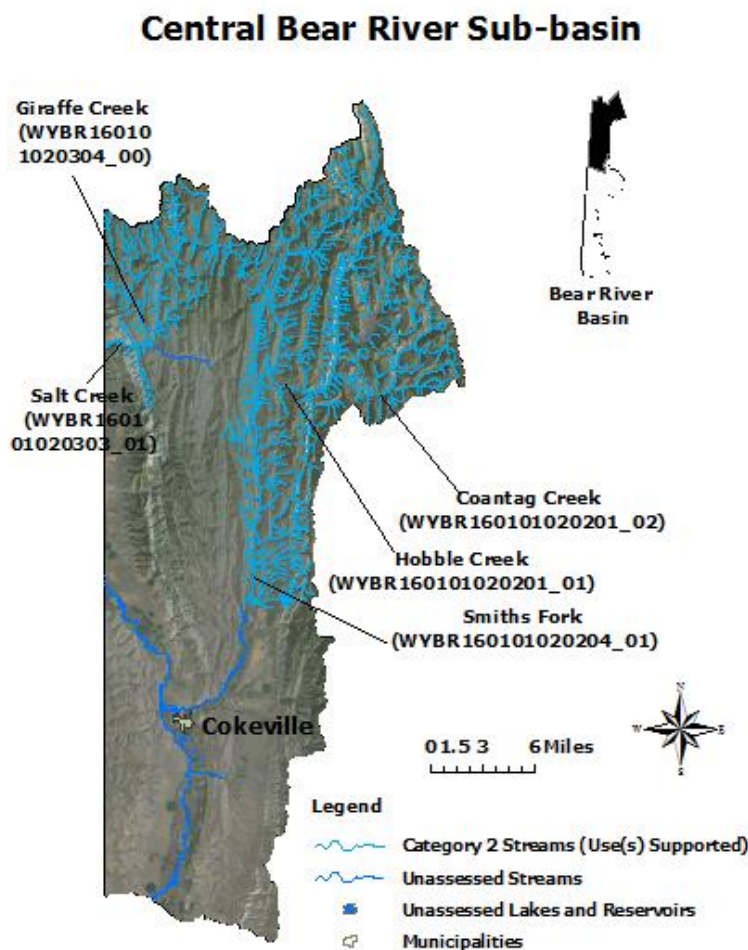 Central Bear River Sub-basin
Giraffe Creek
(WYBR16010
1020304_00)
Bear River
Basin
Salt Creek
(WYBR1601
01020303_01)
Coantag Creek
(WYBR160101020201_02)
Hobble Creek
(WYBR160101020201_01)
Smiths Fork
(WYBR160101020204_01)
Cokeville
N
W
E
S
0 1.5 3 6 Miles
Legend
Category 2 Streams (Use(s) Supported)
Unassessed Streams
Unassessed Lakes and Reservoirs
Municipalities